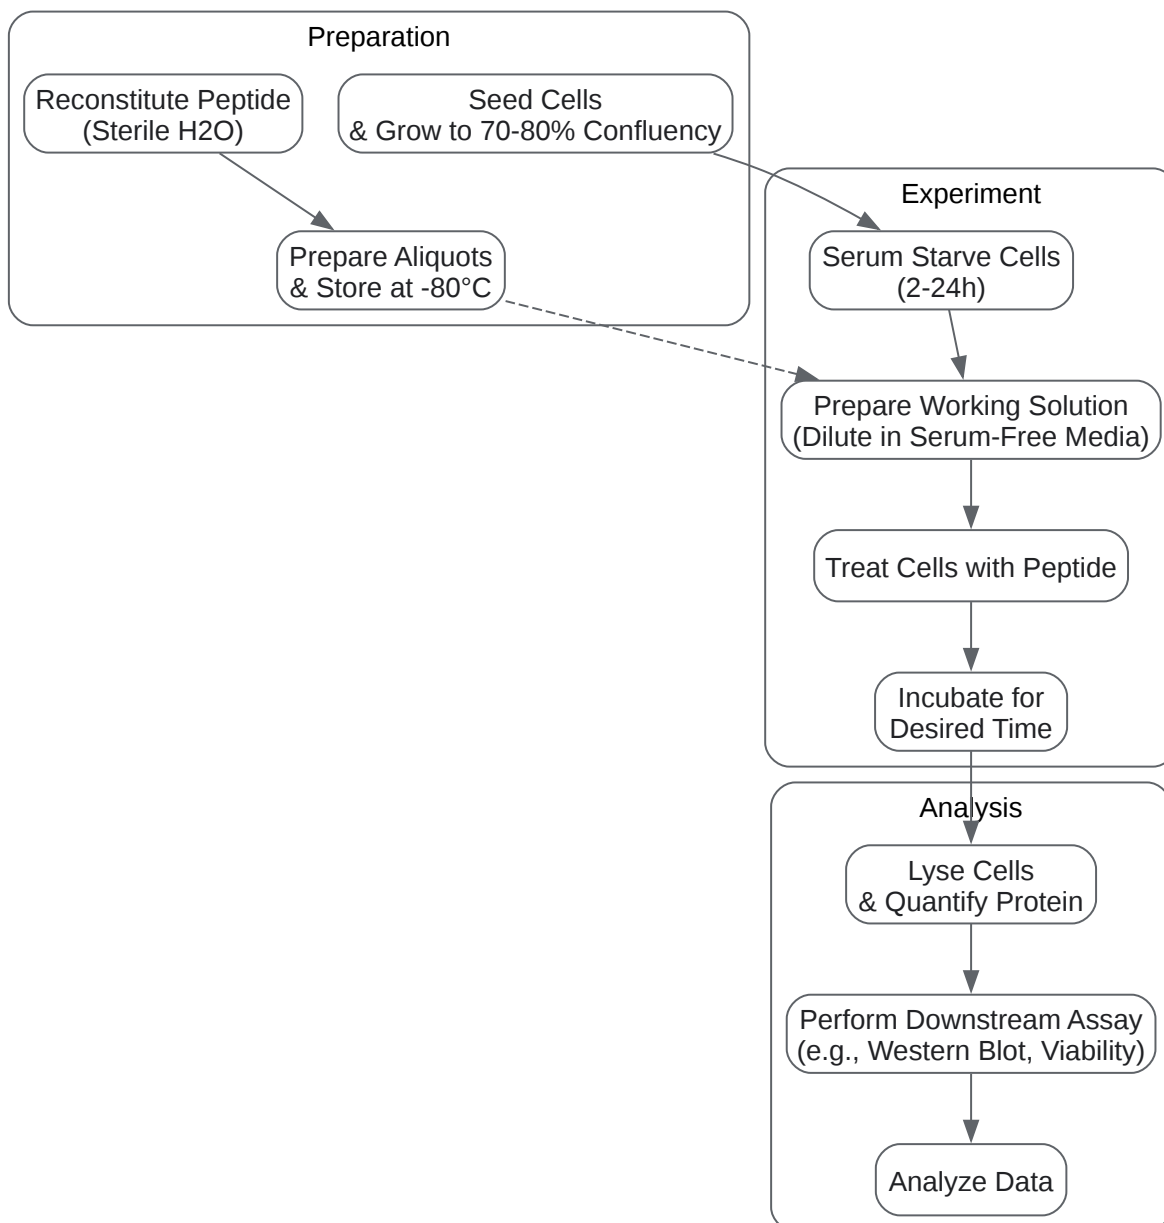 Preparation
Reconstitute Peptide
(Sterile H2O)
Seed Cells
& Grow to 70-80% Confluency
Prepare Aliquots
& Store at -80°C
Experiment
Serum Starve Cells
(2-24h)
Prepare Working Solution
(Dilute in Serum-Free Media)
Treat Cells with Peptide
Incubate for
Desired Time
Analysis
Lyse Cells
& Quantify Protein
Perform Downstream Assay
(e.g., Western Blot, Viability)
Analyze Data